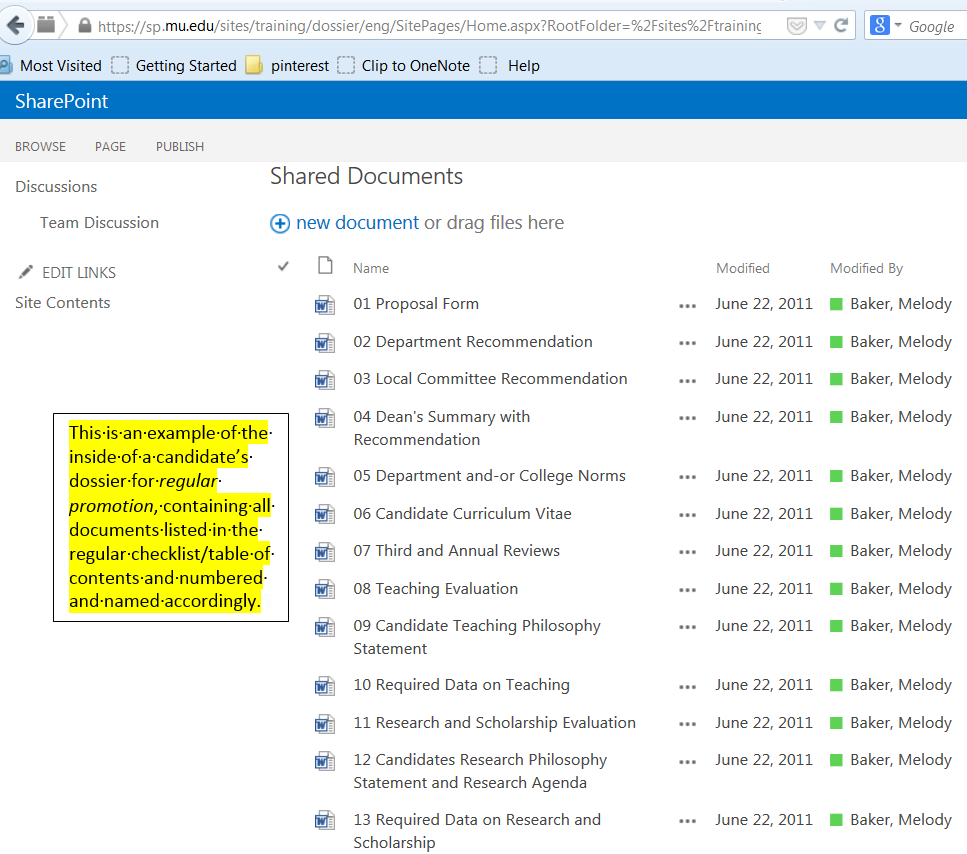 https://sp.mu.edu/sites/training/dossier/eng/SitePages/Home.aspx?RootFolder=%2Fsites%2Ftraining
Google
Most Visited Getting Started pinterest Clip to OneNote Help
SharePoint
BROWSE PAGE PUBLISH
Discussions
Team Discussion
EDIT LINKS
Site Contents
This·is·an·example·of·the·
inside·of·a·candidate’s·
dossier·for·regular·
promotion,·containing·all·
documents·listed·in·the·
regular·checklist/table·of·
contents·and·numbered·
and·named·accordingly.
Shared Documents
new document or drag files here
Name Modified Modified By
01 Proposal Form ... June 22, 2011 Baker, Melody
02 Department Recommendation ... June 22, 2011 Baker, Melody
03 Local Committee Recommendation ... June 22, 2011 Baker, Melody
04 Dean's Summary with ... June 22, 2011 Baker, Melody
Recommendation
05 Department and-or College Norms ... June 22, 2011 Baker, Melody
06 Candidate Curriculum Vitae ... June 22, 2011 Baker, Melody
07 Third and Annual Reviews ... June 22, 2011 Baker, Melody
08 Teaching Evaluation ... June 22, 2011 Baker, Melody
09 Candidate Teaching Philosophy ... June 22, 2011 Baker, Melody
Statement
10 Required Data on Teaching ... June 22, 2011 Baker, Melody
11 Research and Scholarship Evaluation ... June 22, 2011 Baker, Melody
12 Candidates Research Philosophy ... June 22, 2011 Baker, Melody
Statement and Research Agenda
13 Required Data on Research and ... June 22, 2011 Baker, Melody
Scholarship